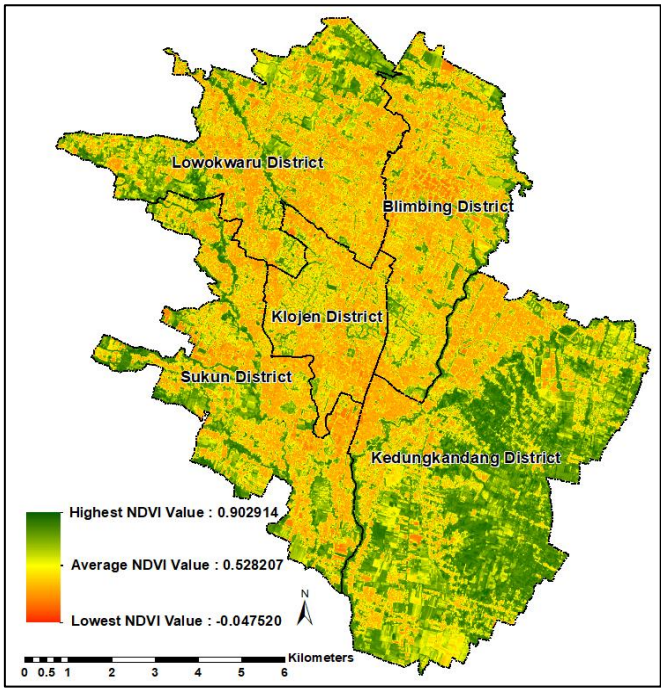 Lowokwaru District
Blimbing District
Klojen District
Sukun District
Kedungkandang District
Highest NDVI Value : 0.902914
Average NDVI Value : 0.528207
Lowest NDVI Value : -0.047520
N
Kilometers
0 0.5 1 2 3 4 5 6